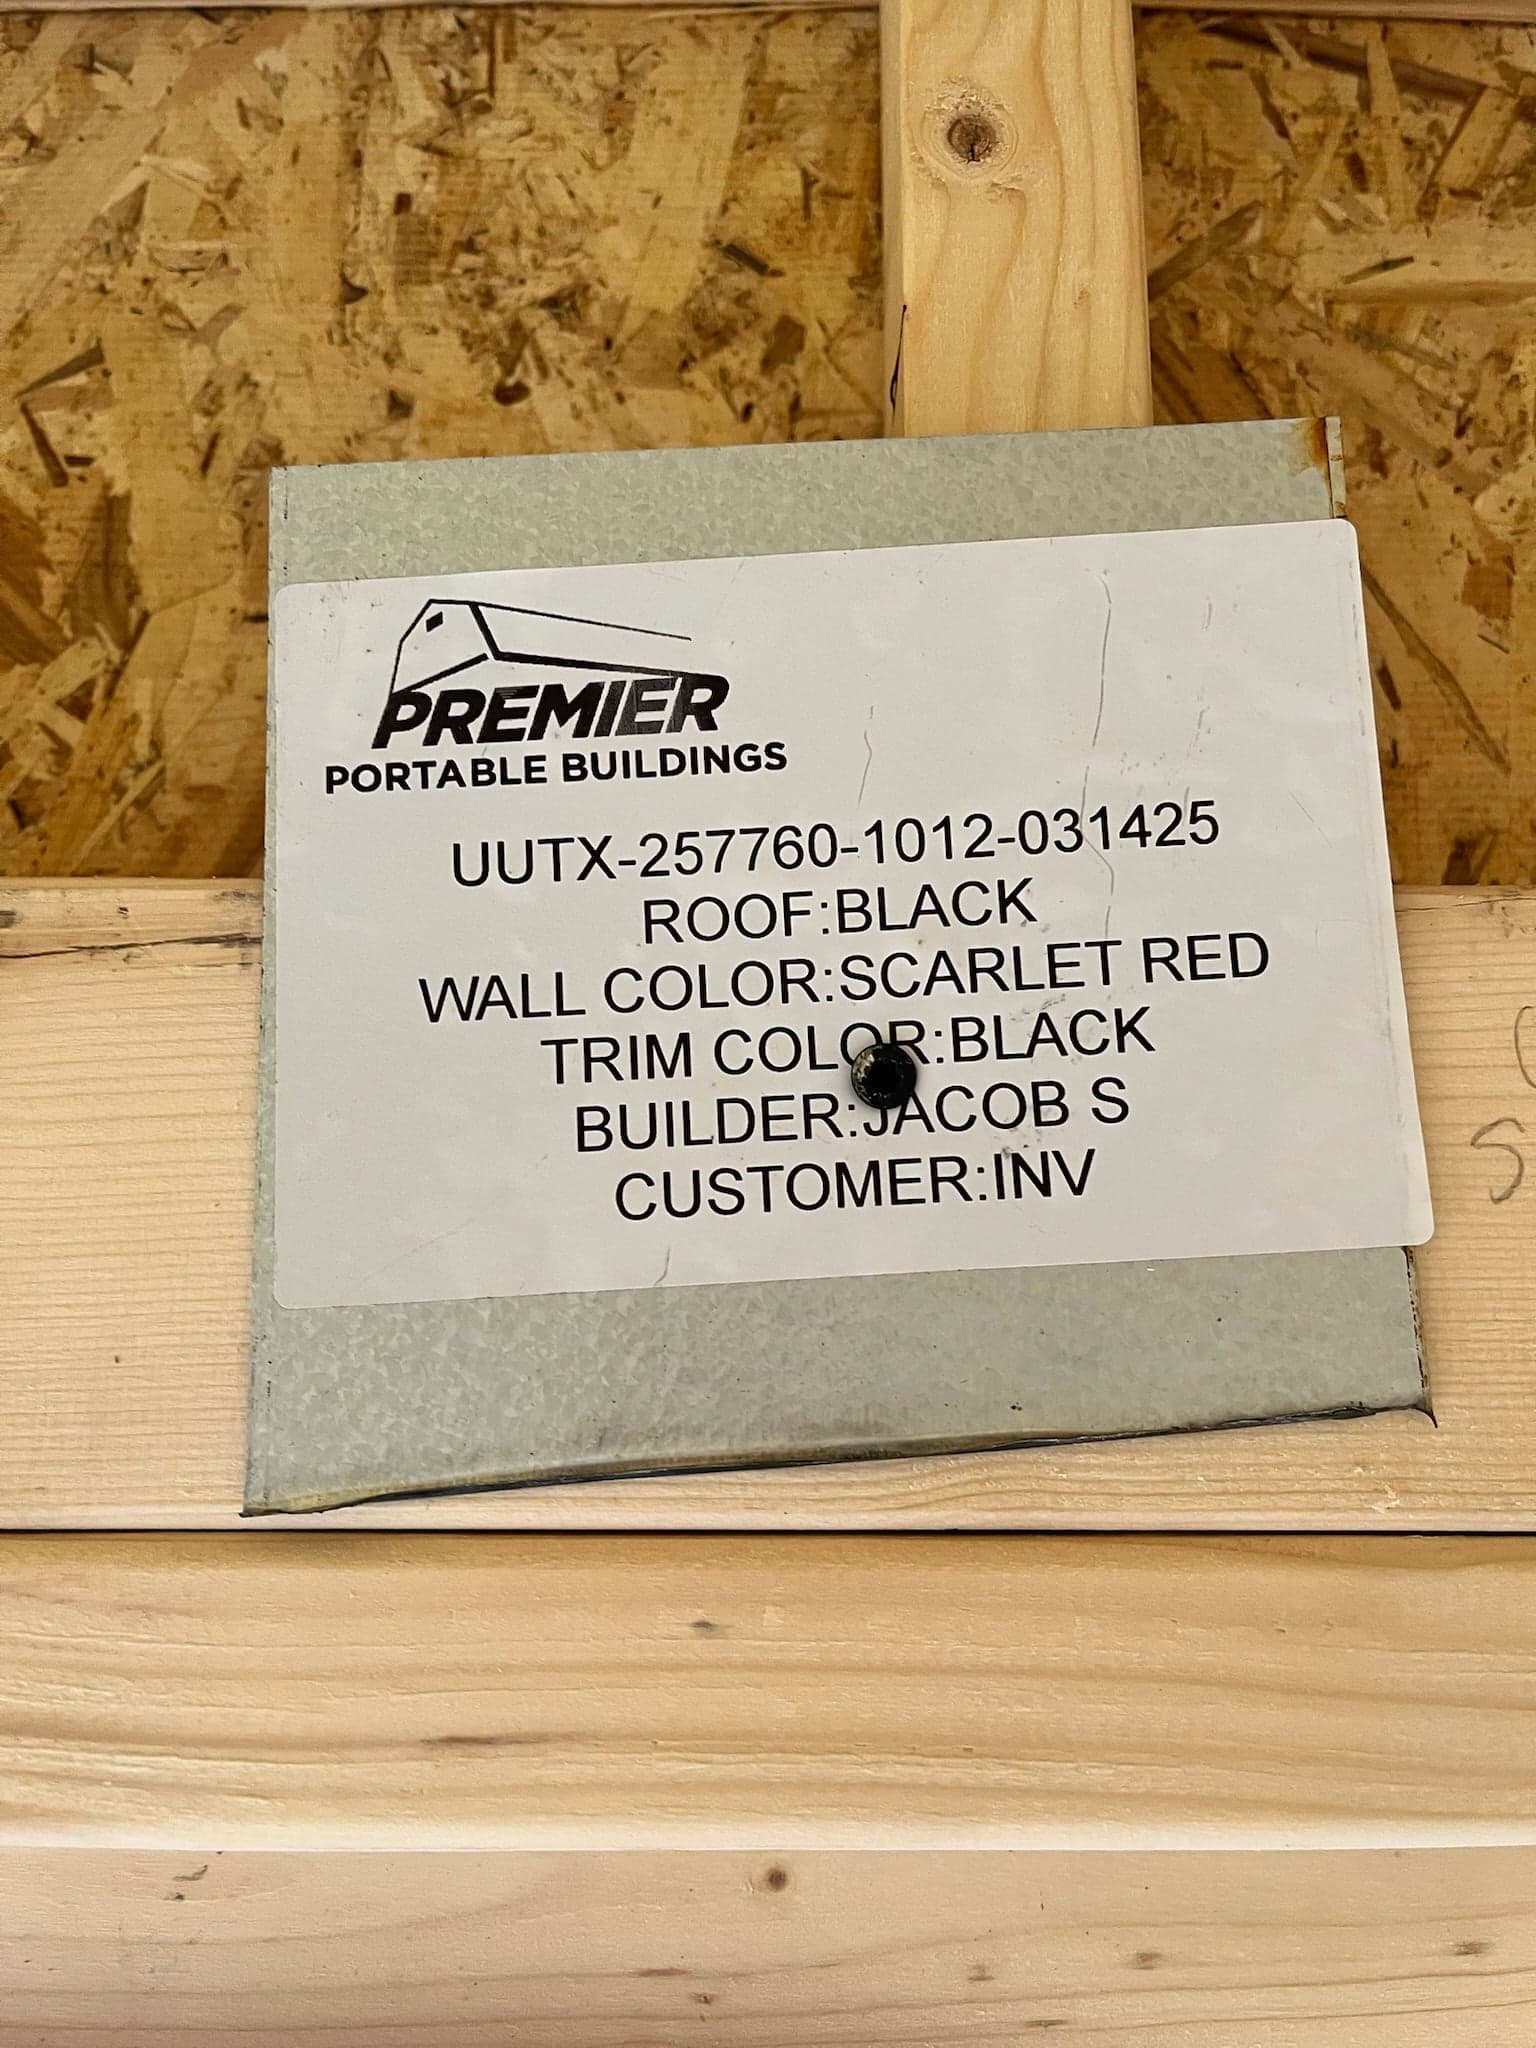 PREMIER
PORTABLE BUILDINGS
UUTX-257760-1012-031425
ROOF:BLACK
WALL COLOR:SCARLET RED
TRIM COLOR:BLACK
BUILDER:JACOB S
CUSTOMER:INV